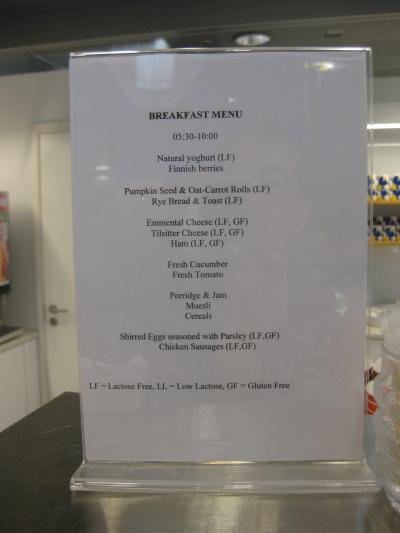 BREAKFAST MENU
05:30-10:00
Natural yoghurt (LF)
Finnish berries
Pumpkin Seed & Oat-Carrot Rolls (LF)
Rye Bread & Toast (LF)
Emmental Cheese (LF, GF)
Tilsitter Cheese (LF, GF)
Ham (LF, GF)
Fresh Cucumber
Fresh Tomato
Porridge & Jam
Muesli
Cereals
Shirred Eggs seasoned with Parsley (LF,GF)
Chicken Sausages (LF,GF)
LF = Lactose Free, LL = Low Lactose, GF = Gluten Free